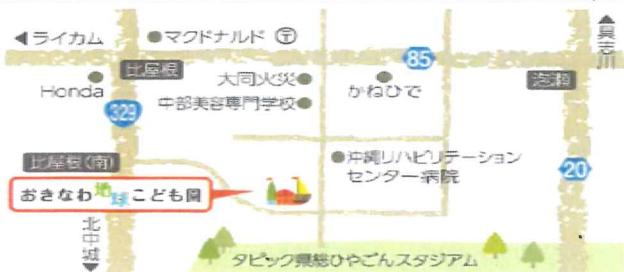 ◀ライカム
●マクドナルド 〒
▲具志川
85
比屋根
大同火災●
泡瀬
Honda
中部美容専門学校●
かねひで
329
比屋根(南)
●沖縄リハビリテーション
センター病院
20
おきなわ地球こども園
北中城▼
タピック県総ひやごんスタジアム